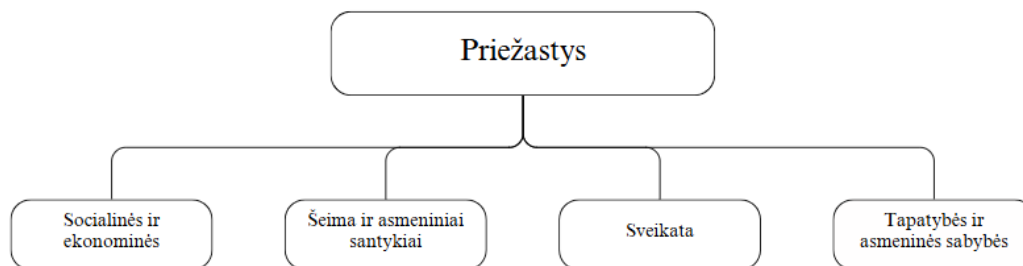 Priežastys
Socialinės ir
ekonominės
Šeima ir asmeniniai
santykiai
Sveikata
Tapatybės ir
asmeninės sabybės